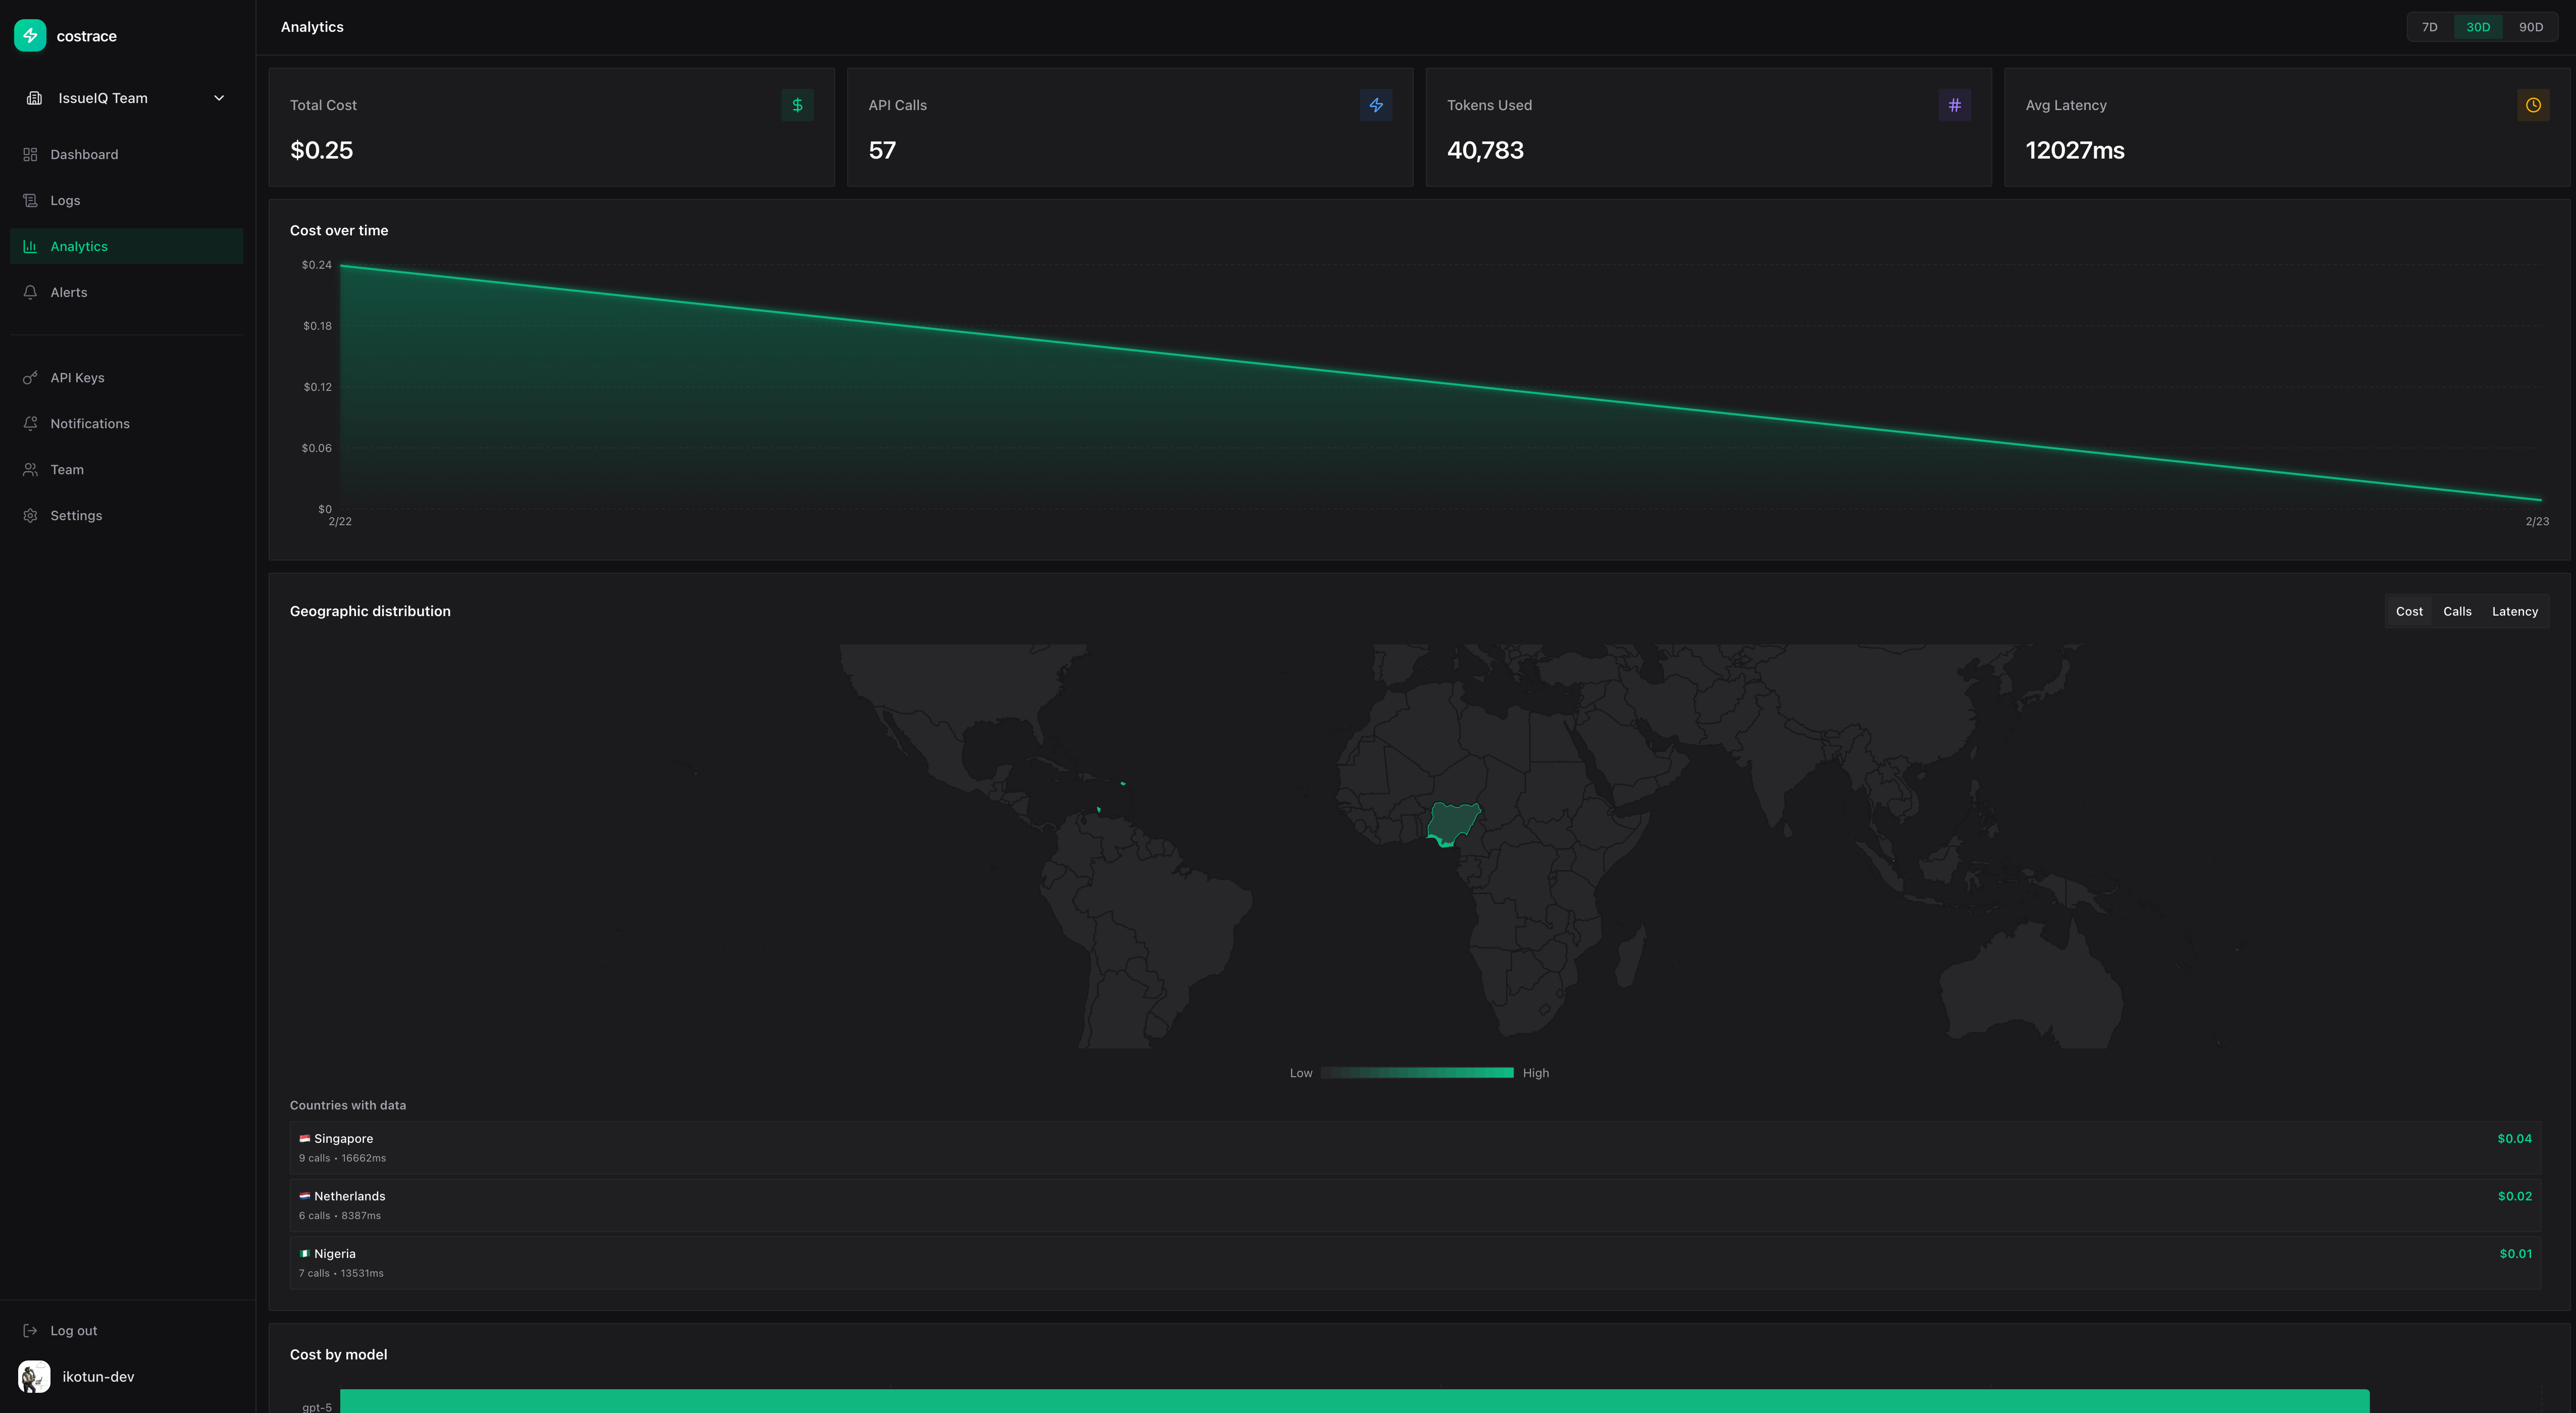 costrace
Analytics
7D 30D 90D
IssueIQ Team
Dashboard
Logs
Analytics
Alerts
API Keys
Notifications
Team
Settings
Log out
ikotun-dev
Total Cost
$
$0.25
API Calls
57
Tokens Used
#
40,783
Avg Latency
12027ms
Cost over time
$0.24
$0.18
$0.12
$0.06
$0
2/22 2/23
Geographic distribution
Cost Calls Latency
Low High
Countries with data
Singapore $0.04
9 calls • 16662ms
Netherlands $0.02
6 calls • 8387ms
Nigeria $0.01
7 calls • 13531ms
Cost by model
gpt-5